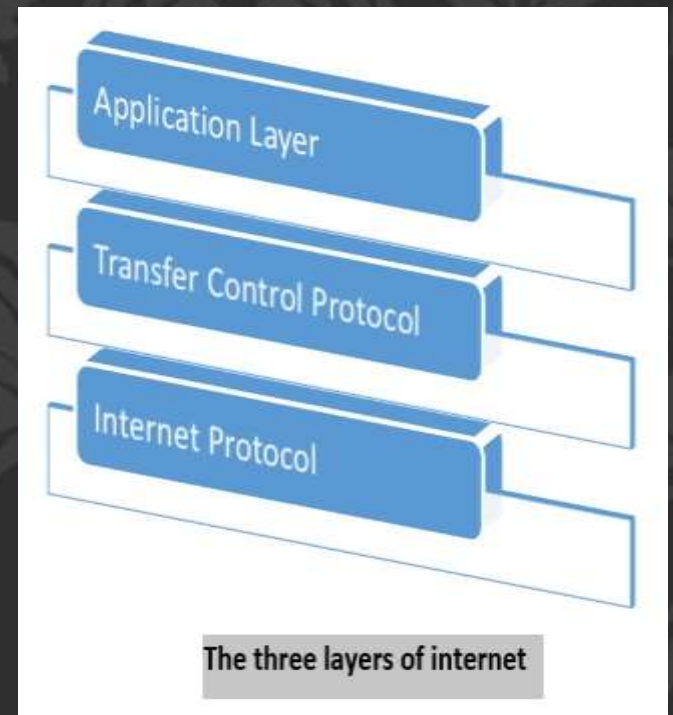 Application Layer
Transfer Control Protocol
Internet Protocol
The three layers of internet